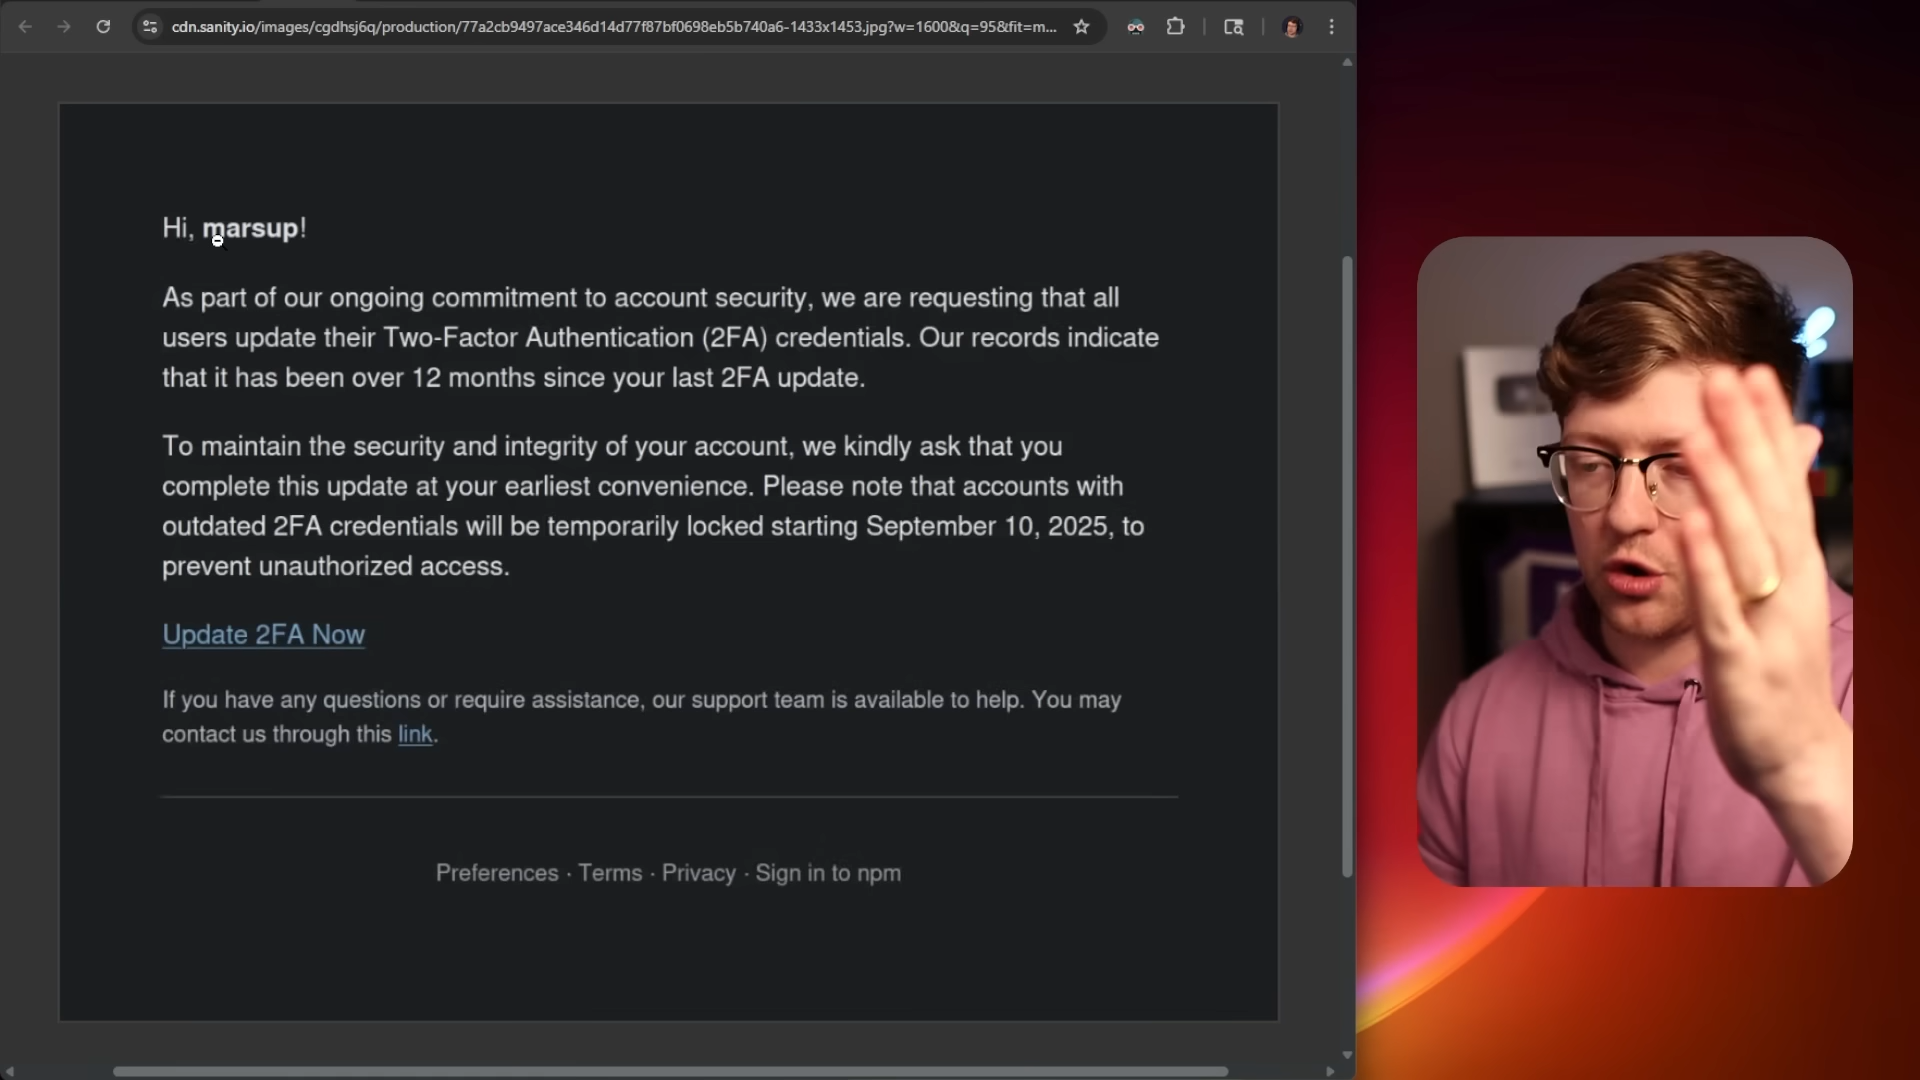 cdn.sanity.io/images/cgdhsj6q/production/77a2cb9497ace346d14d77f87bf0698eb5b740a6-1433x1453.jpg?w=1600&q=95&fit=m...
Hi, marsup!
As part of our ongoing commitment to account security, we are requesting that all
users update their Two-Factor Authentication (2FA) credentials. Our records indicate
that it has been over 12 months since your last 2FA update.
To maintain the security and integrity of your account, we kindly ask that you
complete this update at your earliest convenience. Please note that accounts with
outdated 2FA credentials will be temporarily locked starting September 10, 2025, to
prevent unauthorized access.
Update 2FA Now
If you have any questions or require assistance, our support team is available to help. You may
contact us through this link.
Preferences · Terms · Privacy · Sign in to npm